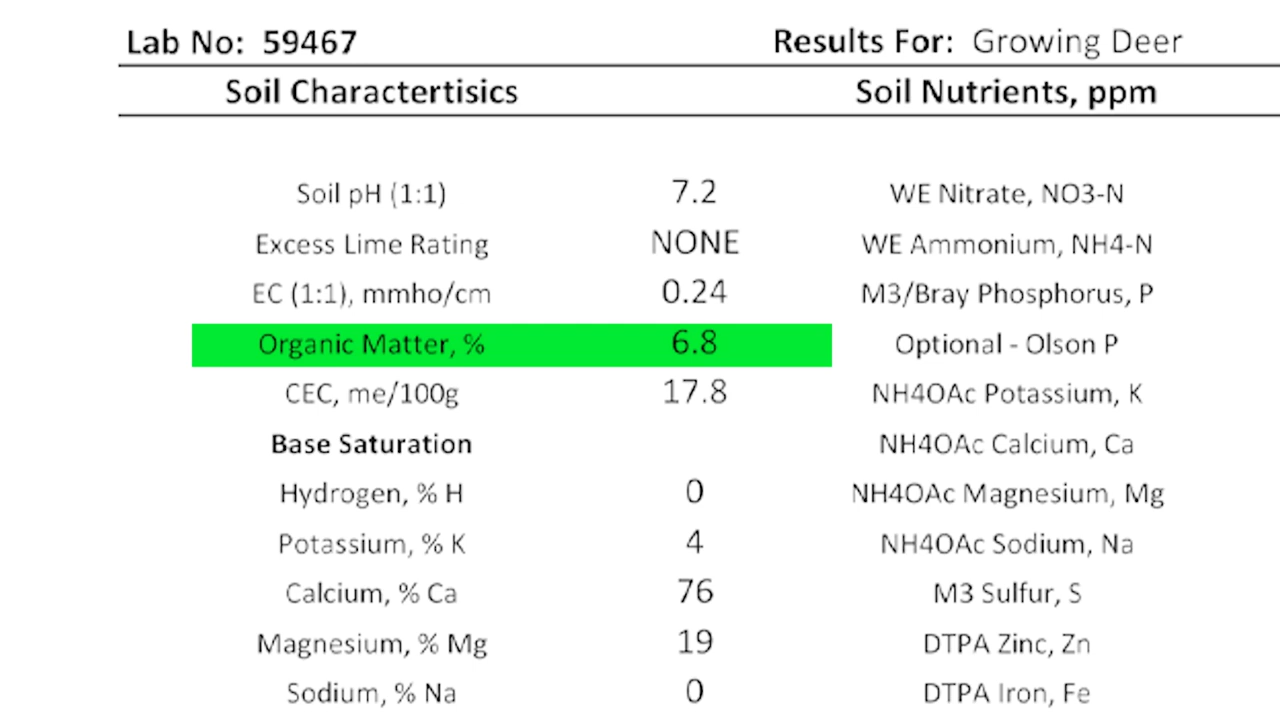 Lab No: 59467 Results For: Growing Deer
Soil Charactertisics Soil Nutrients, ppm
Soil pH (1:1) 7.2 WE Nitrate, NO3-N
Excess Lime Rating NONE WE Ammonium, NH4-N
EC (1:1), mmho/cm 0.24 M3/Bray Phosphorus, P
Organic Matter, % 6.8 Optional - Olson P
CEC, me/100g 17.8 NH4OAc Potassium, K
Base Saturation NH4OAc Calcium, Ca
Hydrogen, % H 0 NH4OAc Magnesium, Mg
Potassium, % K 4 NH4OAc Sodium, Na
Calcium, % Ca 76 M3 Sulfur, S
Magnesium, % Mg 19 DTPA Zinc, Zn
Sodium, % Na 0 DTPA Iron, Fe